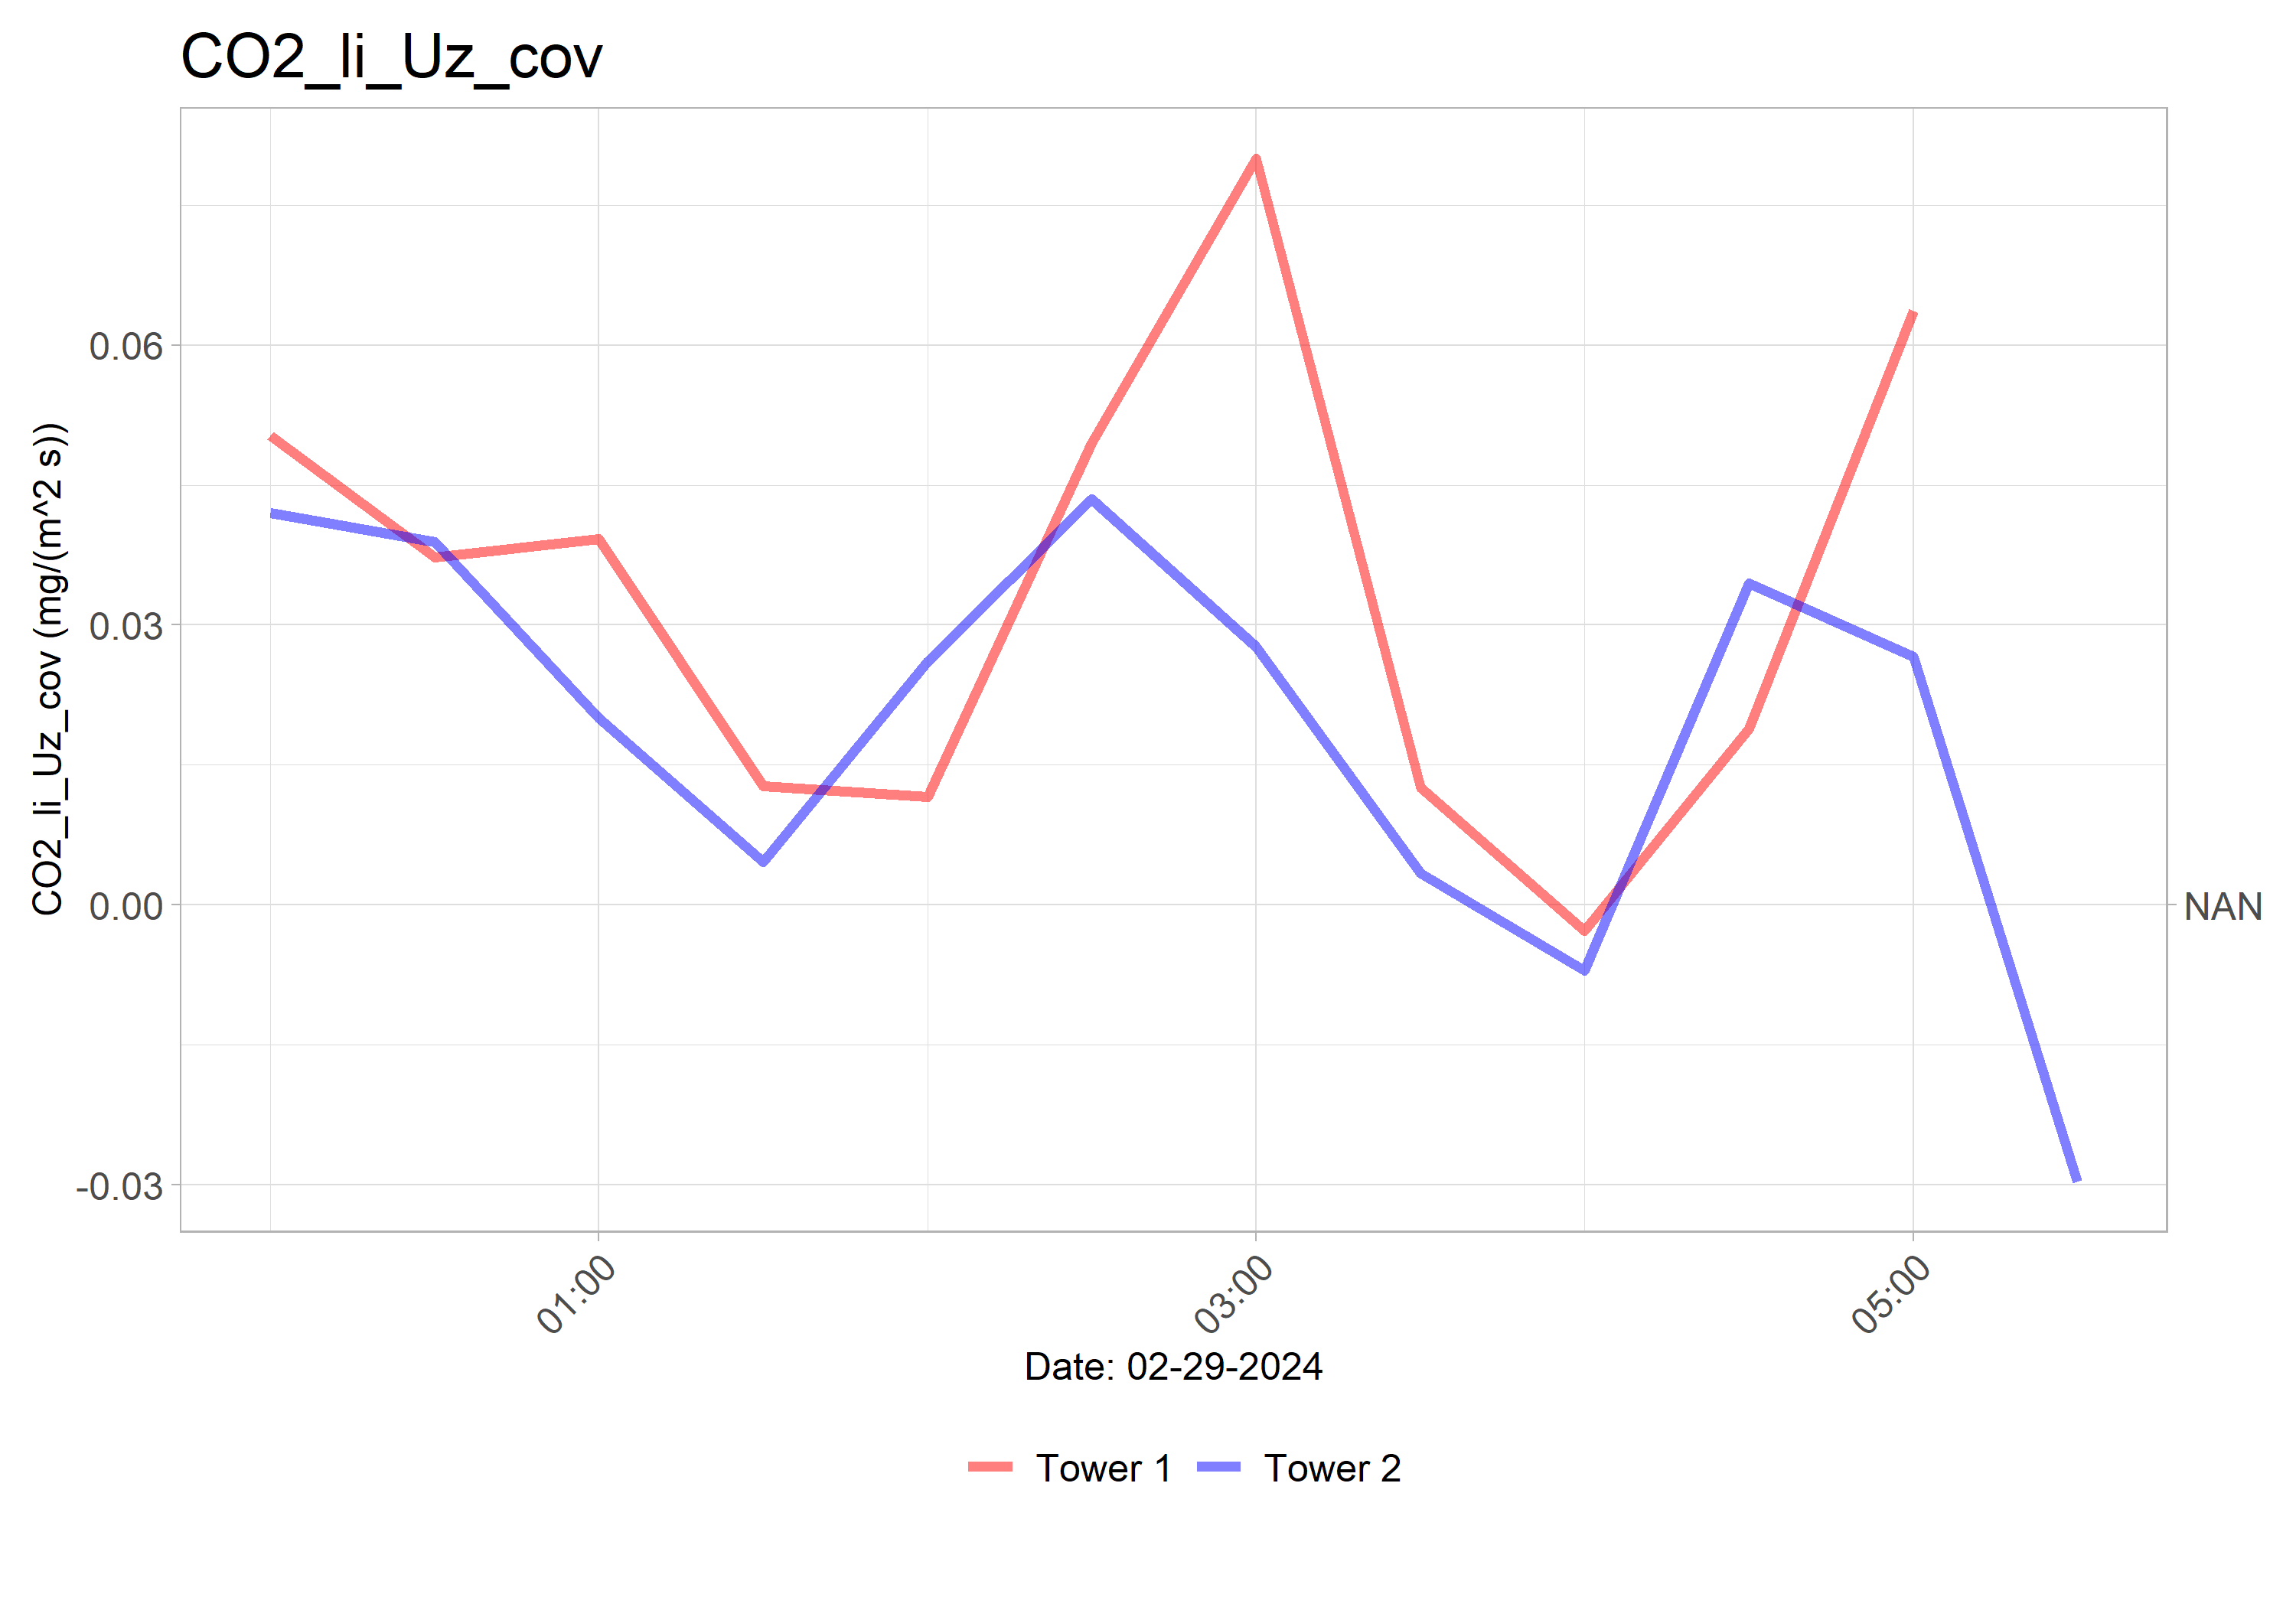 CO2_li_Uz_cov
CO2_li_Uz_cov (mg/(m^2 s))
0.06
0.03
0.00
-0.03
NAN
01:00
03:00
05:00
Date: 02-29-2024
Tower 1
Tower 2